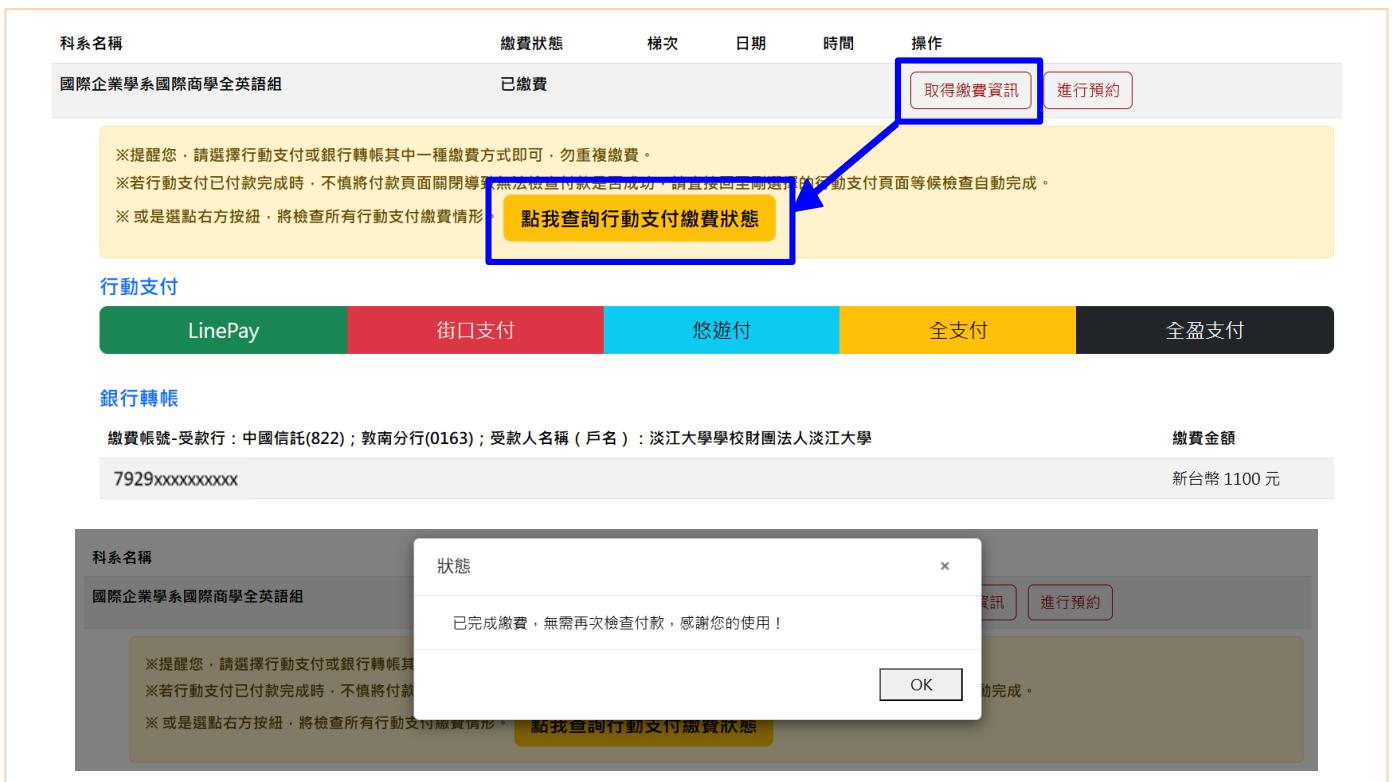 科系名稱 繳費狀態 梯次 日期 時間 操作
國際企業學系國際商學全英語組 已繳費 取得繳費資訊 進行預約
※提醒您，請選擇行動支付或銀行轉帳其中一種繳費方式即可，勿重複繳費。
※若行動支付已付款完成時，不慎將付款頁面關閉導致無法檢查付款是否成功，請直接回至剛選擇的行動支付頁面等候檢查自動完成。
※ 或是選點右方按紐，將檢查所有行動支付繳費情形。 點我查詢行動支付繳費狀態
行動支付
LinePay 街口支付 悠遊付 全支付 全盈支付
銀行轉帳
繳費帳號-受款行：中國信託(822)；敦南分行(0163)；受款人名稱（戶名）：淡江大學學校財團法人淡江大學 繳費金額
7929xxxxxxxxxx 新台幣 1100 元
科系名稱
狀態 ×
國際企業學系國際商學全英語組 資訊 進行預約
已完成繳費，無需再次檢查付款，感謝您的使用！
※提醒您，請選擇行動支付或銀行轉帳其
OK
※若行動支付已付款完成時，不慎將付款 動完成。
※ 或是選點右方按紐，將檢查所有行動支付繳費情形。 點我查詢行動支付繳費狀態